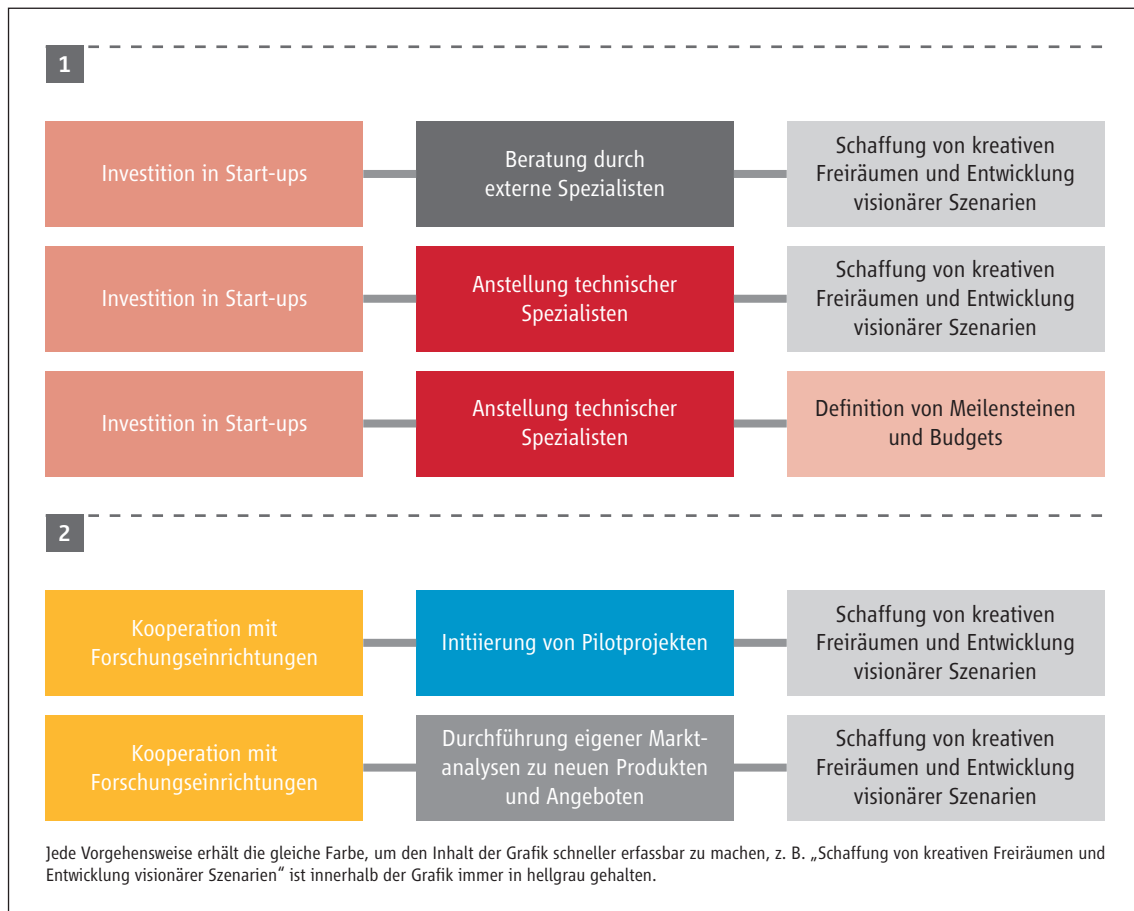 1
Investition in Start-ups
Beratung durch
externe Spezialisten
Schaffung von kreativen
Freiräumen und Entwicklung
visionärer Szenarien
Investition in Start-ups
Anstellung technischer
Spezialisten
Schaffung von kreativen
Freiräumen und Entwicklung
visionärer Szenarien
Investition in Start-ups
Anstellung technischer
Spezialisten
Definition von Meilensteinen
und Budgets
2
Kooperation mit
Forschungseinrichtungen
Initiierung von Pilotprojekten
Schaffung von kreativen
Freiräumen und Entwicklung
visionärer Szenarien
Kooperation mit
Forschungseinrichtungen
Durchführung eigener Markt-
analysen zu neuen Produkten
und Angeboten
Schaffung von kreativen
Freiräumen und Entwicklung
visionärer Szenarien
Jede Vorgehensweise erhält die gleiche Farbe, um den Inhalt der Grafik schneller erfassbar zu machen, z. B. „Schaffung von kreativen Freiräumen und
Entwicklung visionärer Szenarien“ ist innerhalb der Grafik immer in hellgrau gehalten.